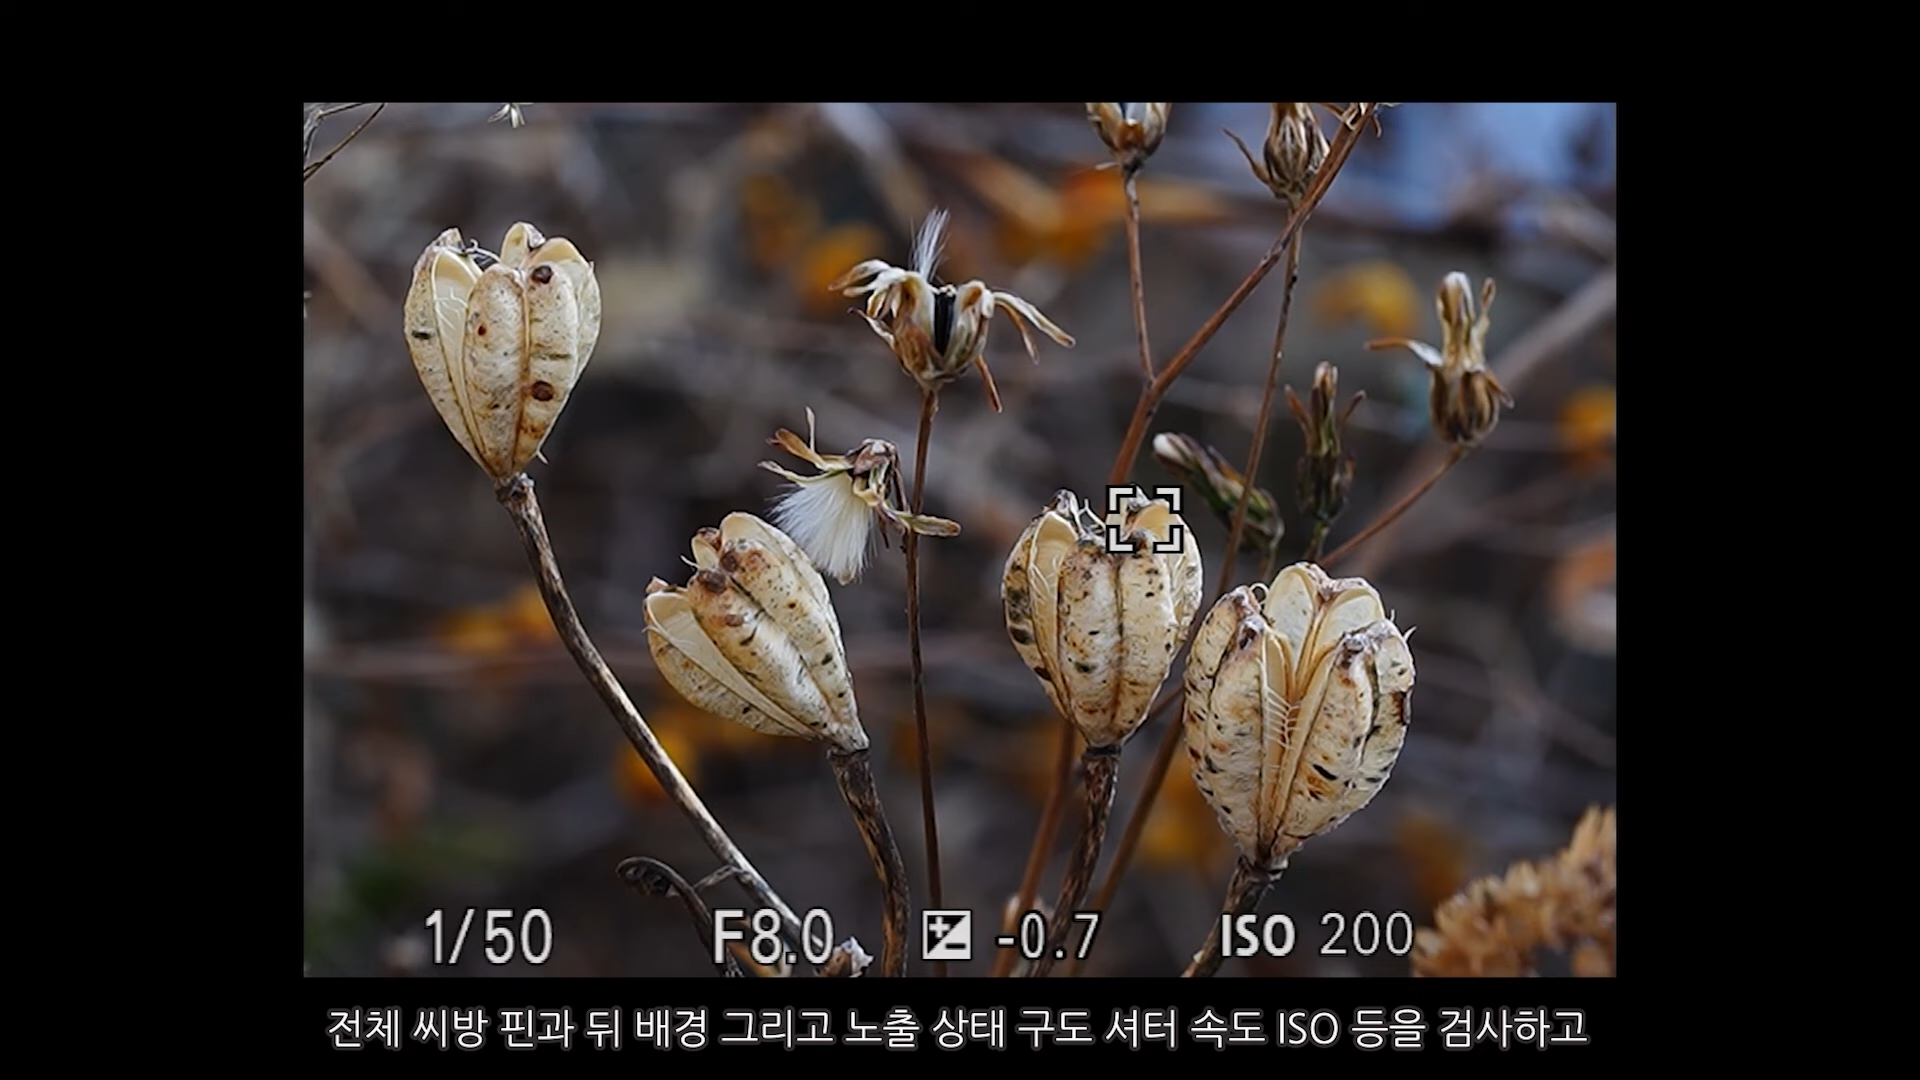 1/50 F8.0 -0.7 ISO 200
전체 씨방 핀과 뒤 배경 그리고 노출 상태 구도 셔터 속도 ISO 등을 검사하고